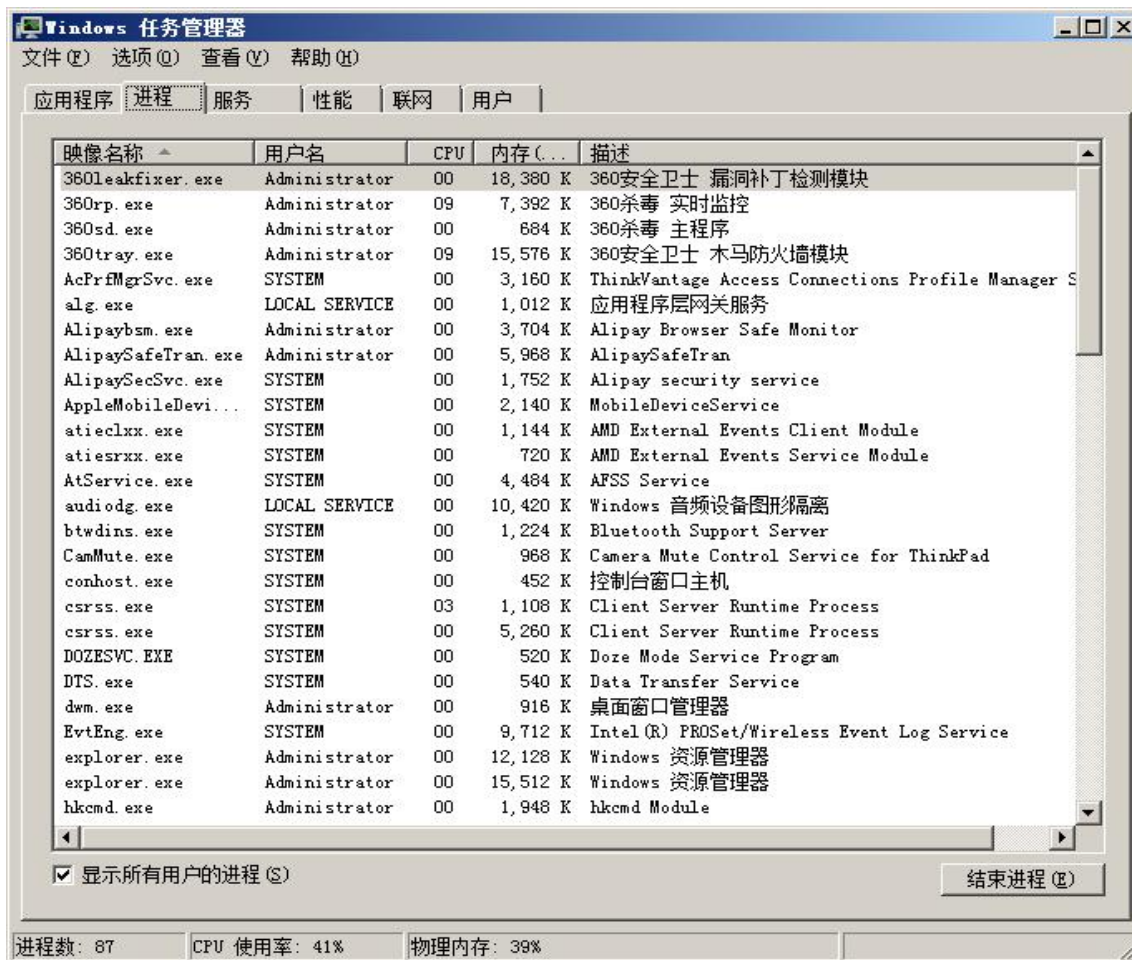 Windows 任务管理器
文件(F) 选项(O) 查看(V) 帮助(H)
应用程序 进程 服务 性能 联网 用户
映像名称 用户名 CPU 内存(... 描述
360leakfixer.exe Administrator 00 18,380 K 360安全卫士 漏洞补丁检测模块
360rp.exe Administrator 09 7,392 K 360杀毒 实时监控
360sd.exe Administrator 00 684 K 360杀毒 主程序
360tray.exe Administrator 09 15,576 K 360安全卫士 木马防火墙模块
AcPrfMgrSvc.exe SYSTEM 00 3,160 K ThinkVantage Access Connections Profile Manager S
alg.exe LOCAL SERVICE 00 1,012 K 应用程序层网关服务
Alipaybsm.exe Administrator 00 3,704 K Alipay Browser Safe Monitor
AlipaySafeTran.exe Administrator 00 5,968 K AlipaySafeTran
AlipaySecSvc.exe SYSTEM 00 1,752 K Alipay security service
AppleMobileDevi... SYSTEM 00 2,140 K MobileDeviceService
atieclxx.exe SYSTEM 00 1,144 K AMD External Events Client Module
atiesrxx.exe SYSTEM 00 720 K AMD External Events Service Module
AtService.exe SYSTEM 00 4,484 K AFSS Service
audiodg.exe LOCAL SERVICE 00 10,420 K Windows 音频设备图形隔离
btwdins.exe SYSTEM 00 1,224 K Bluetooth Support Server
CamMute.exe SYSTEM 00 968 K Camera Mute Control Service for ThinkPad
conhost.exe SYSTEM 00 452 K 控制台窗口主机
csrss.exe SYSTEM 03 1,108 K Client Server Runtime Process
csrss.exe SYSTEM 00 5,260 K Client Server Runtime Process
DOZESVC.EXE SYSTEM 00 520 K Doze Mode Service Program
DTS.exe SYSTEM 00 540 K Data Transfer Service
dwm.exe Administrator 00 916 K 桌面窗口管理器
EvtEng.exe SYSTEM 00 9,712 K Intel(R) PROSet/Wireless Event Log Service
explorer.exe Administrator 00 12,128 K Windows 资源管理器
explorer.exe Administrator 00 15,512 K Windows 资源管理器
hkcmd.exe Administrator 00 1,948 K hkcmd Module
显示所有用户的进程(S) 结束进程(E)
进程数: 87 CPU 使用率: 41% 物理内存: 39%